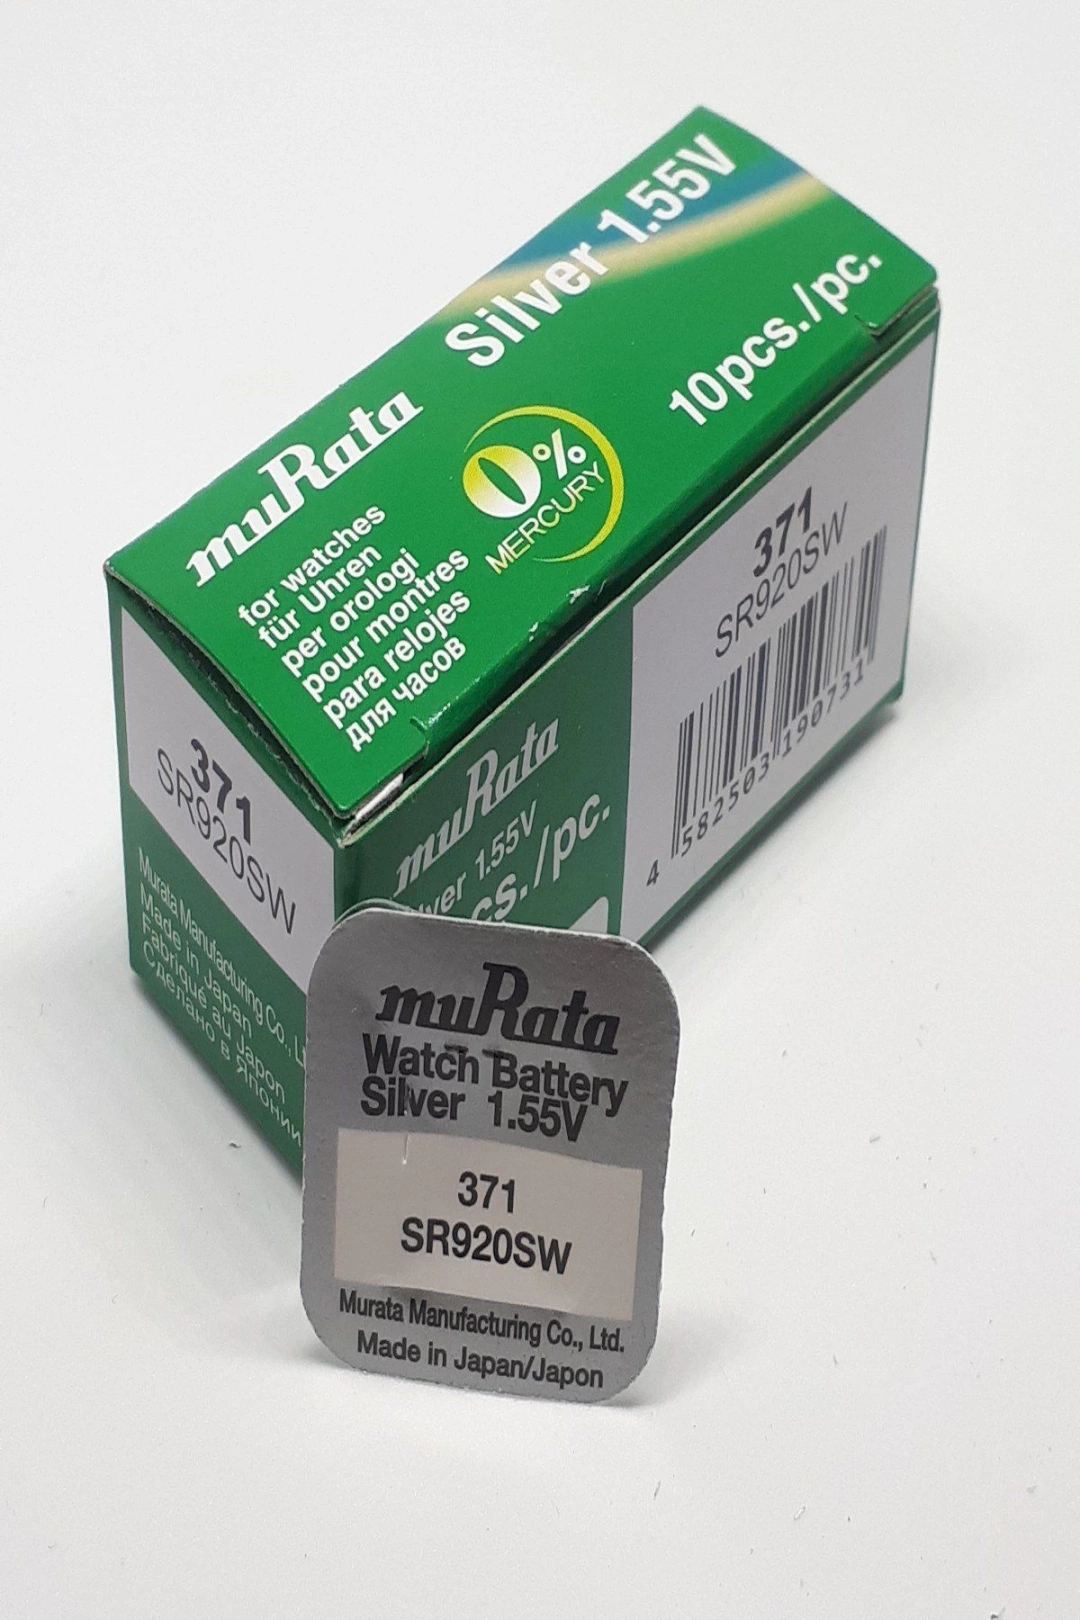 muRata
Silver 1.55V
for watches
für Uhren
per orologi
pour montres
para relojes
для часов
0%
MERCURY
10pcs./pc.
371
SR920SW
Murata Manufacturing Co.,
Made in Japan
Fabriqué au Japon
Сделано в Японии
muRata
1.55V
/pc.
371
SR920SW
4 582503 190731
muRata
Watch Battery
Silver 1.55V
371
SR920SW
Murata Manufacturing Co., Ltd.
Made in Japan/Japon